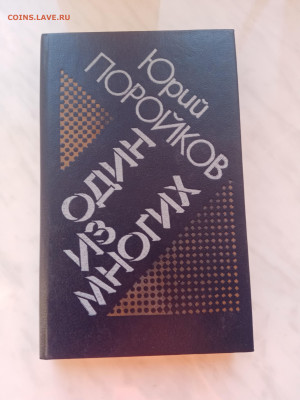 COINS.LAVE.RU
Юрий
ПОРОЙКОВ
ОДИН
ИЗ
МНОГИХ